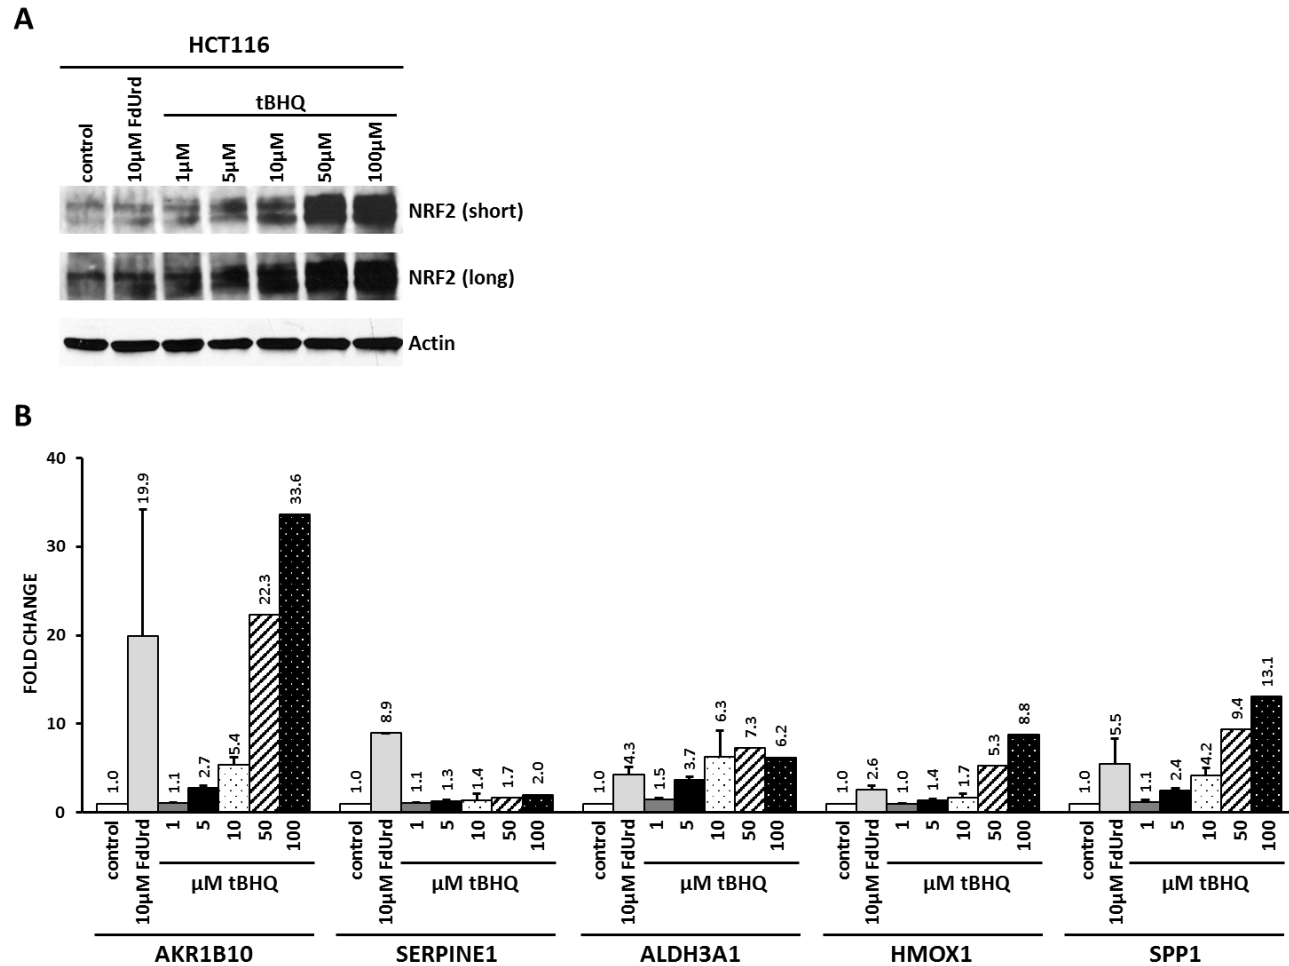 A
HCT116
tBHQ
control
10µM FdUrd
1µM
5µM
10µM
50µM
100µM
NRF2 (short)
NRF2 (long)
Actin
B
FOLD CHANGE
40
30
20
10
0
1.0
19.9
1.1
2.7
5.4
22.3
33.6
1.0
8.9
1.1
1.3
1.4
1.7
2.0
1.0
4.3
1.5
3.7
6.3
7.3
6.2
1.0
2.6
1.0
1.4
1.7
5.3
8.8
1.0
5.5
1.1
2.4
4.2
9.4
13.1
control
10µM FdUrd
1
5
10
50
100
control
10µM FdUrd
1
5
10
50
100
control
10µM FdUrd
1
5
10
50
100
control
10µM FdUrd
1
5
10
50
100
control
10µM FdUrd
1
5
10
50
100
µM tBHQ
µM tBHQ
µM tBHQ
µM tBHQ
µM tBHQ
AKR1B10
SERPINE1
ALDH3A1
HMOX1
SPP1